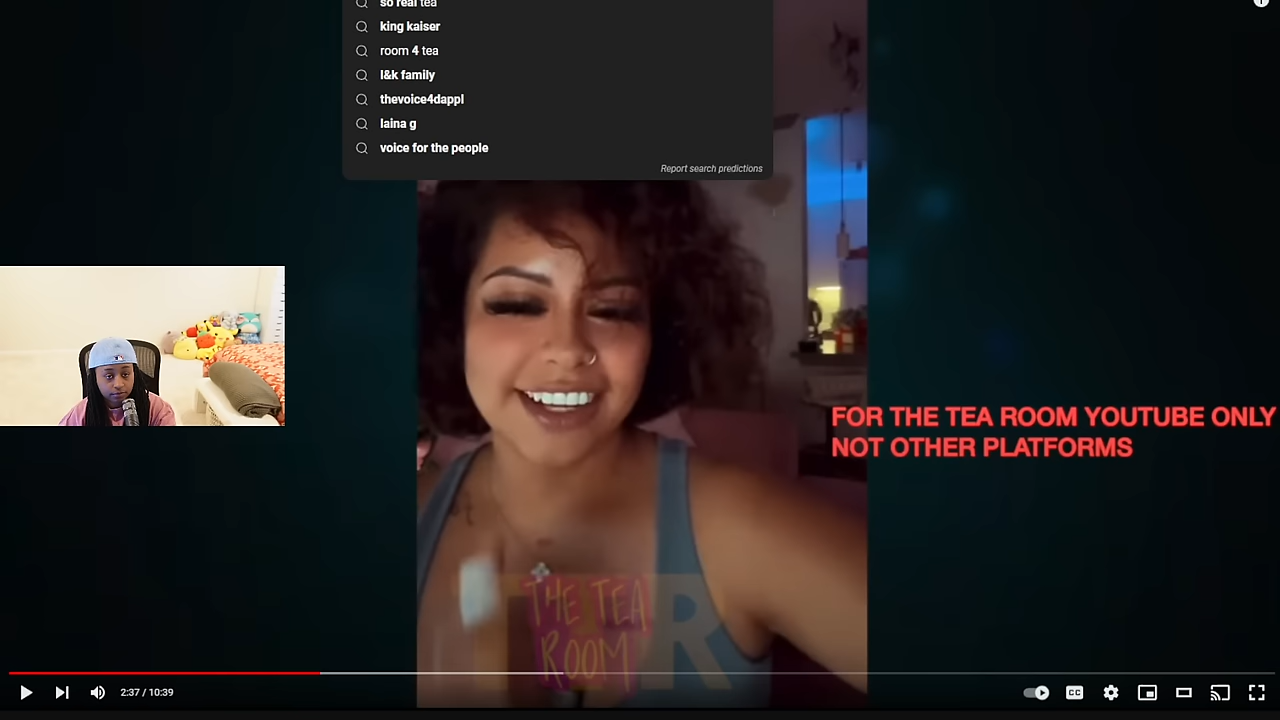 so real tea
king kaiser
room 4 tea
l&k family
thevoice4dappl
laina g
voice for the people
Report search predictions
FOR THE TEA ROOM YOUTUBE ONLY
NOT OTHER PLATFORMS
THE TEA
ROOM
R
2:37 / 10:39
CC